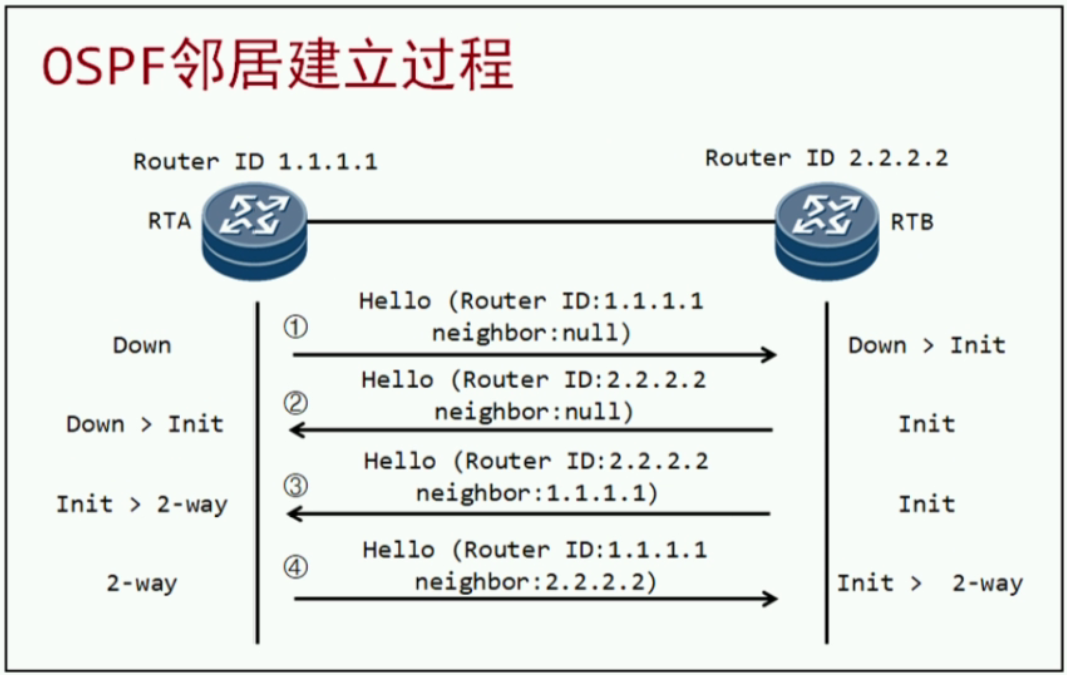 OSPF邻居建立过程
Router ID 1.1.1.1
Router ID 2.2.2.2
RTA
RTB
①
Hello (Router ID:1.1.1.1
neighbor:null)
Down
Down > Init
②
Hello (Router ID:2.2.2.2
neighbor:null)
Down > Init
Init
③
Hello (Router ID:2.2.2.2
neighbor:1.1.1.1)
Init > 2-way
Init
④
Hello (Router ID:1.1.1.1
neighbor:2.2.2.2)
2-way
Init > 2-way